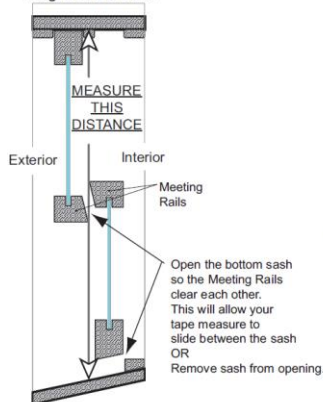 MEASURE
THIS
DISTANCE
Exterior
Interior
Meeting
Rails
Open the bottom sash
so the Meeting Rails
clear each other.
This will allow your
tape measure to
slide between the sash
OR
Remove sash from opening.